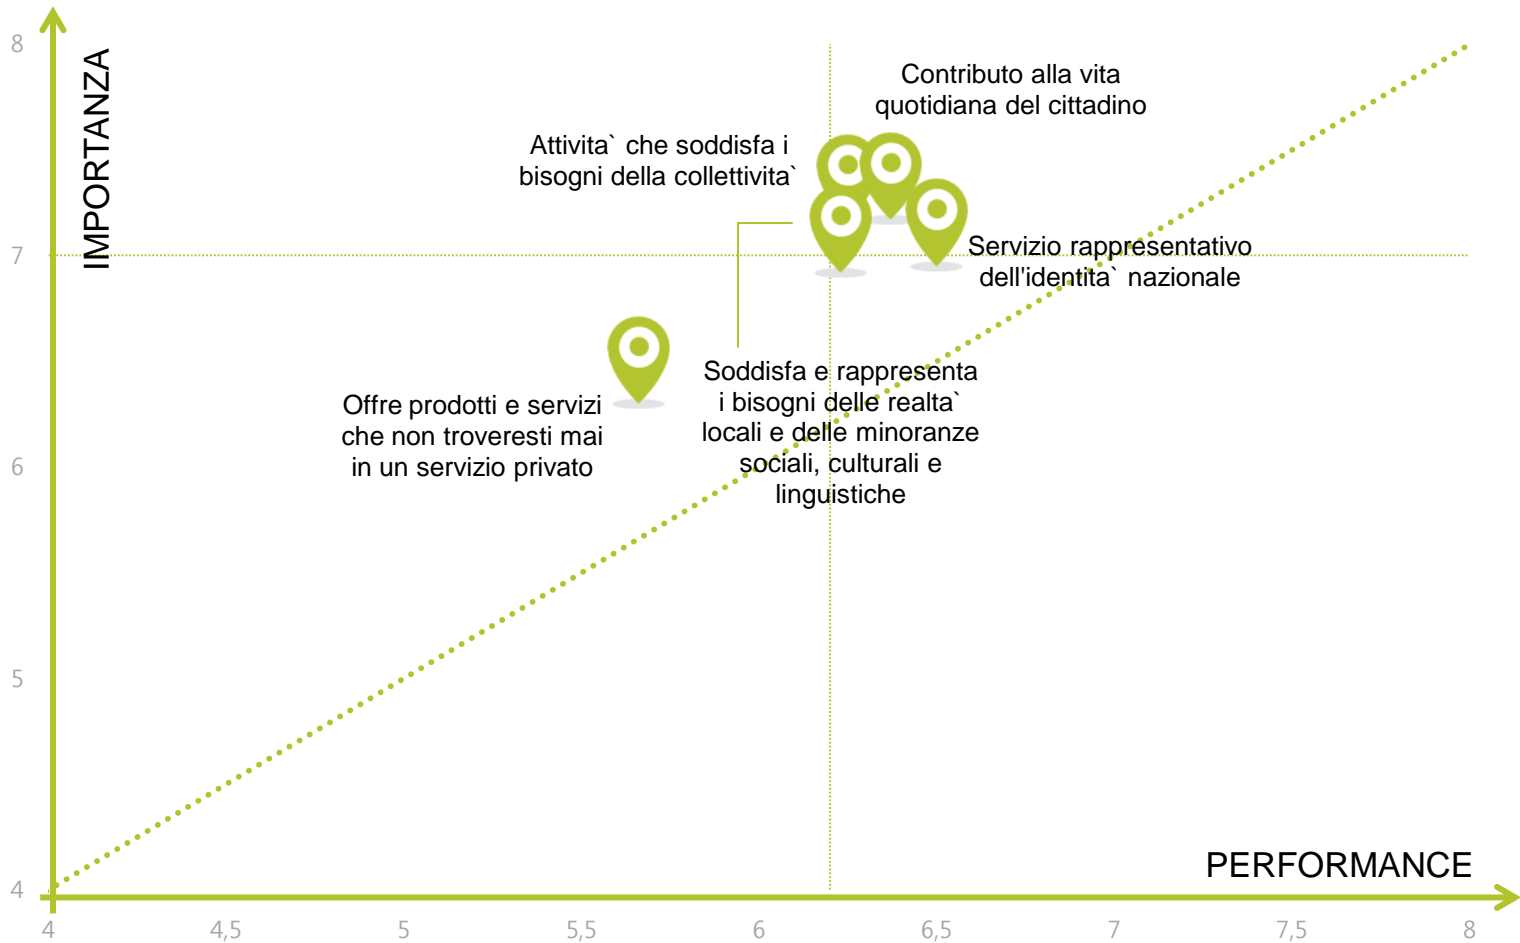 8
IMPORTANZA
Contributo alla vita
quotidiana del cittadino
Attivita` che soddisfa i
bisogni della collettivita`
7
Servizio rappresentativo
dell'identita` nazionale
Soddisfa e rappresenta
i bisogni delle realta`
locali e delle minoranze
sociali, culturali e
linguistiche
Offre prodotti e servizi
che non troveresti mai
in un servizio privato
6
5
PERFORMANCE
4
4 4,5 5 5,5 6 6,5 7 7,5 8